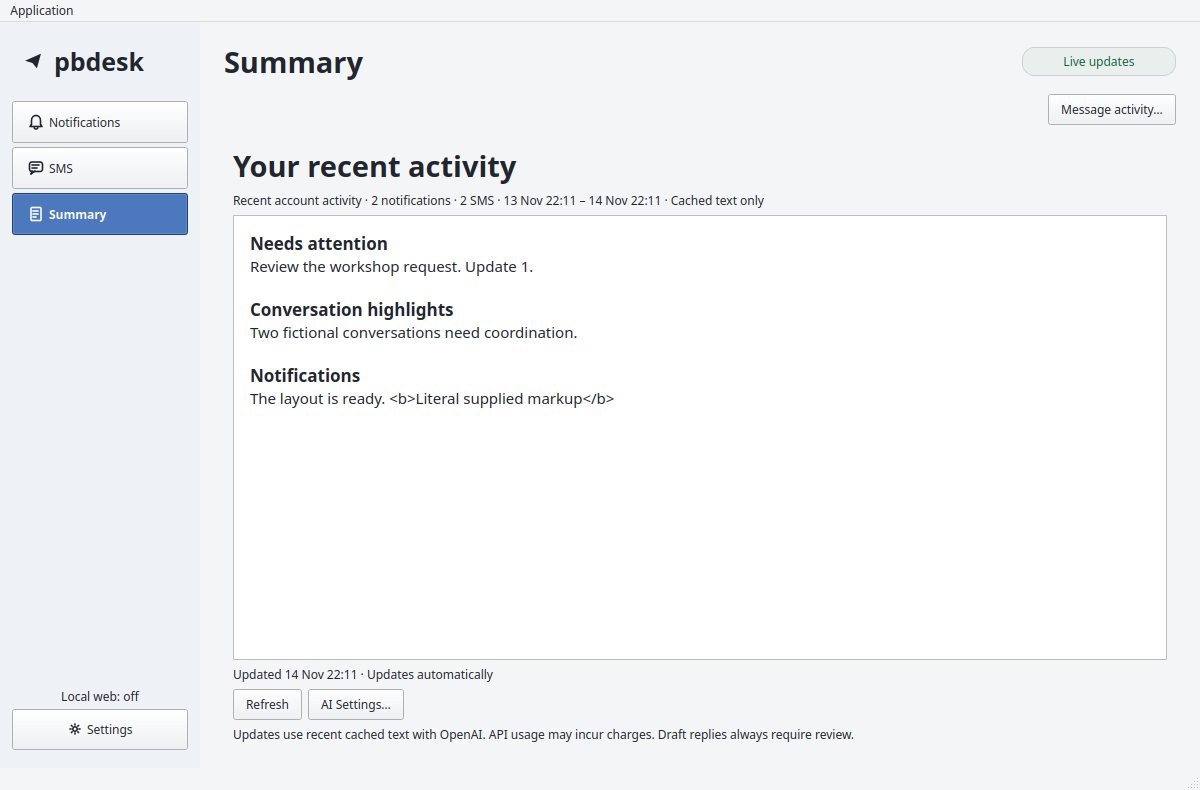 Application
pbdesk
Notifications
SMS
Summary
Local web: off
Settings
Summary
Live updates
Message activity...
Your recent activity
Recent account activity · 2 notifications · 2 SMS · 13 Nov 22:11 – 14 Nov 22:11 · Cached text only
Needs attention
Review the workshop request. Update 1.
Conversation highlights
Two fictional conversations need coordination.
Notifications
The layout is ready. <b>Literal supplied markup</b>
Updated 14 Nov 22:11 · Updates automatically
Refresh
AI Settings...
Updates use recent cached text with OpenAI. API usage may incur charges. Draft replies always require review.